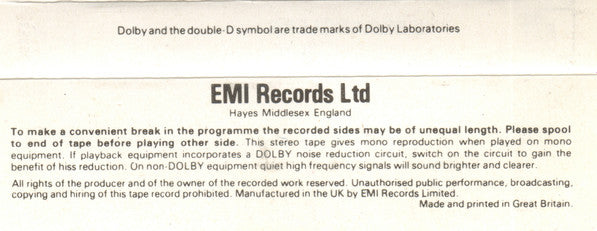 Dolby and the double-D symbol are trade marks of Dolby Laboratories
EMI Records Ltd
Hayes Middlesex England
To make a convenient break in the programme the recorded sides may be of unequal length. Please spool
to end of tape before playing other side. This stereo tape gives mono reproduction when played on mono
equipment. If playback equipment incorporates a DOLBY noise reduction circuit, switch on the circuit to gain the
benefit of hiss reduction. On non-DOLBY equipment quiet high frequency signals will sound brighter and clearer.
All rights of the producer and of the owner of the recorded work reserved. Unauthorised public performance, broadcasting,
copying and hiring of this tape record prohibited. Manufactured in the UK by EMI Records Limited.
Made and printed in Great Britain.